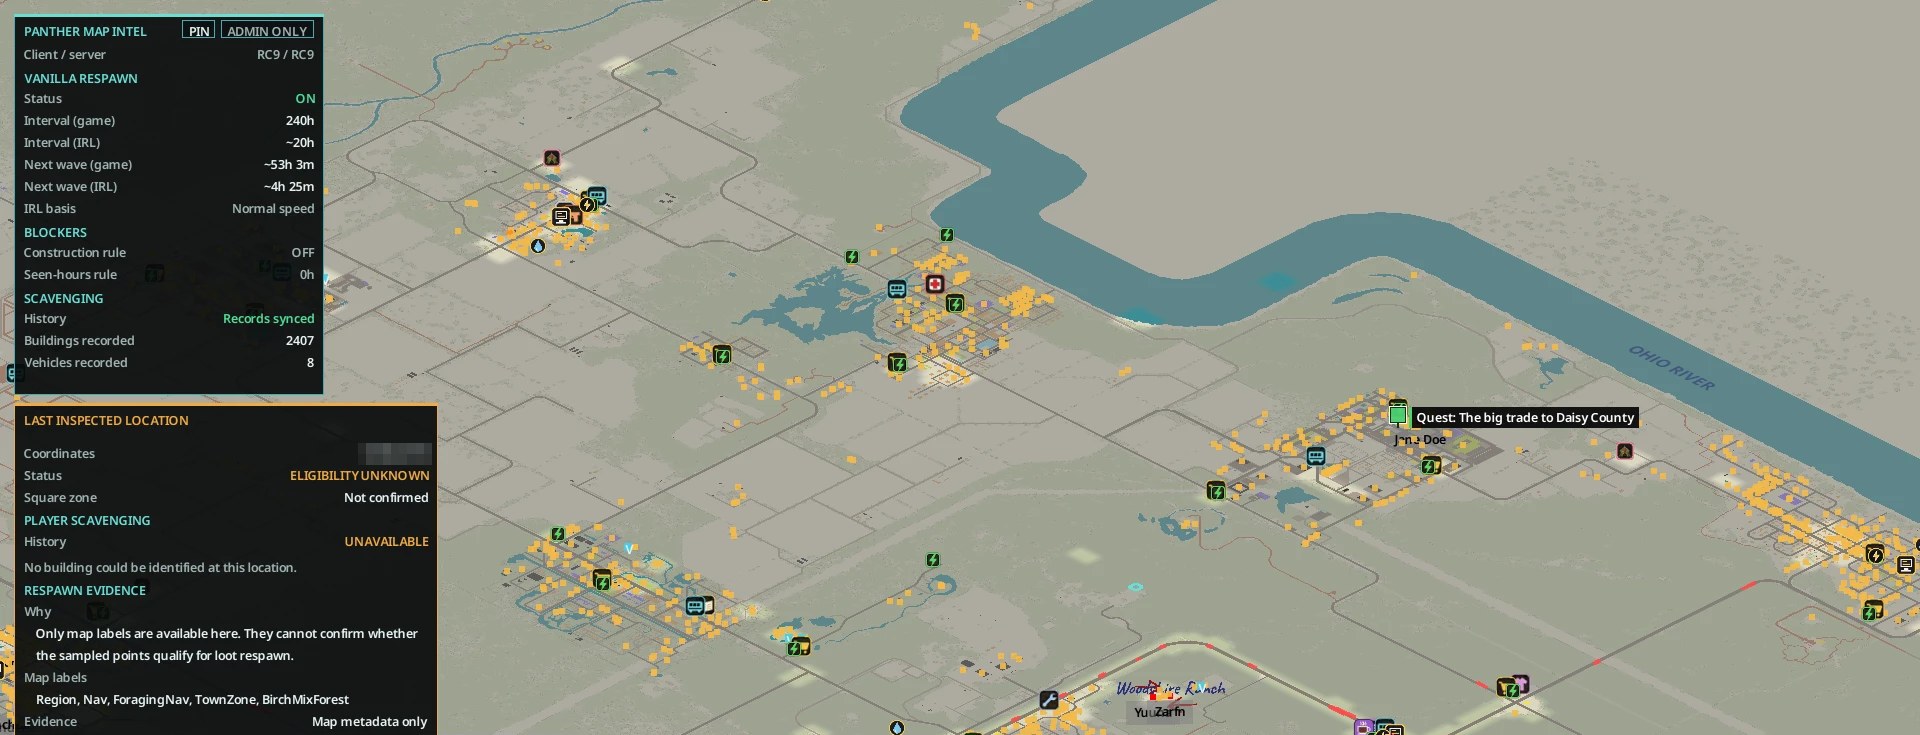 PANTHER MAP INTEL PIN ADMIN ONLY
Client / server RC9 / RC9
VANILLA RESPAWN
Status ON
Interval (game) 240h
Interval (IRL) ~20h
Next wave (game) ~53h 3m
Next wave (IRL) ~4h 25m
IRL basis Normal speed
BLOCKERS
Construction rule OFF
Seen-hours rule 0h
SCAVENGING
History Records synced
Buildings recorded 2407
Vehicles recorded 8
LAST INSPECTED LOCATION
Coordinates
Status ELIGIBILITY UNKNOWN
Square zone Not confirmed
PLAYER SCAVENGING
History UNAVAILABLE
No building could be identified at this location.
RESPAWN EVIDENCE
Why
Only map labels are available here. They cannot confirm whether
the sampled points qualify for loot respawn.
Map labels
Region, Nav, ForagingNav, TownZone, BirchMixForest
Evidence Map metadata only
OHIO RIVER
Quest: The big trade to Daisy County
Jane Doe
V
V
Ranch
Zarfn